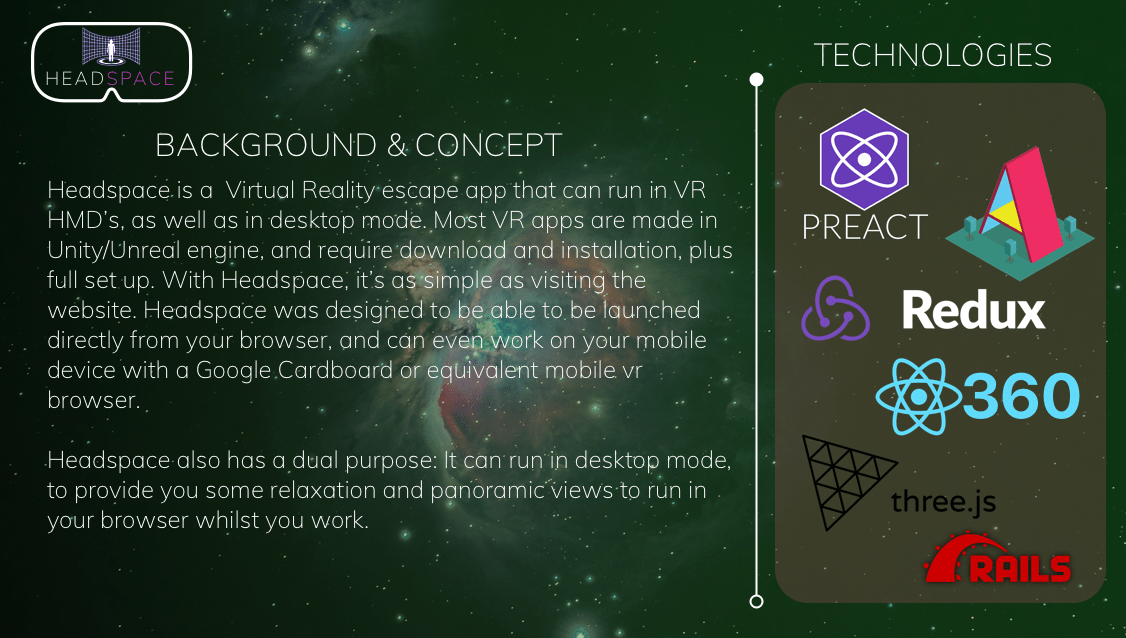 HEADSPACE
BACKGROUND & CONCEPT
Headspace is a  Virtual Reality escape app that can run in VR
HMD's, as well as in desktop mode. Most VR apps are made in
Unity/Unreal engine, and require download and installation, plus
full set up. With Headspace, it's as simple as visiting the
website. Headspace was designed to be able to be launched
directly from your browser, and can even work on your mobile
device with a Google Cardboard or equivalent mobile vr
browser.
Headspace also has a dual purpose: It can run in desktop mode,
to provide you some relaxation and panoramic views to run in
your browser whilst you work.
TECHNOLOGIES
PREACT
Redux
360
three.js
RAILS